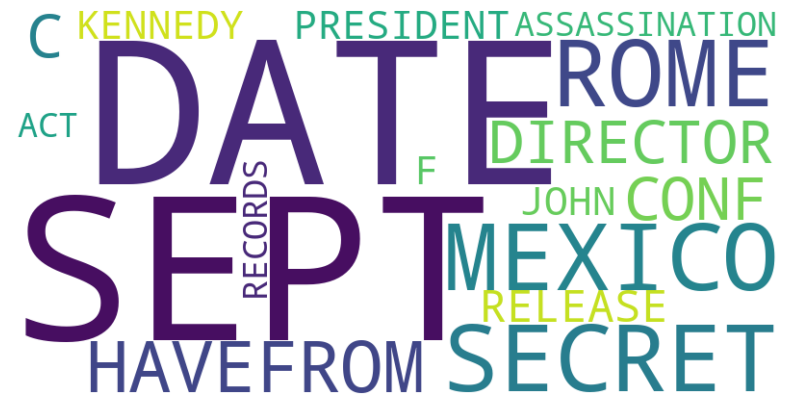 C
KENNEDY
PRESIDENT
ASSASSINATION
DATE
ROME
ACT
DIRECTOR
F
RECORDS
JOHN
CONF
SEPT
MEXICO
RELEASE
SECRET
HAVE
FROM